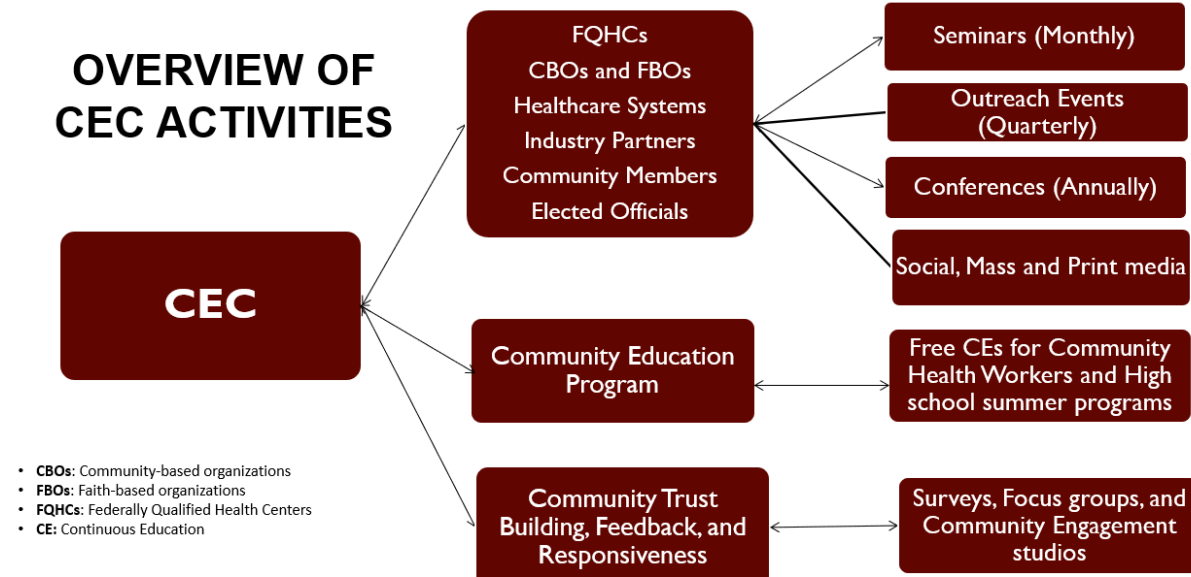 OVERVIEW OF
CEC ACTIVITIES
CEC
FQHCs
CBOs and FBOs
Healthcare Systems
Industry Partners
Community Members
Elected Officials
Seminars (Monthly)
Outreach Events
(Quarterly)
Conferences (Annually)
Social, Mass and Print media
Community Education
Program
Free CEs for Community
Health Workers and High
school summer programs
Community Trust
Building, Feedback, and
Responsiveness
Surveys, Focus groups, and
Community Engagement
studios
• CBOs: Community-based organizations
• FBOs: Faith-based organizations
• FQHCs: Federally Qualified Health Centers
• CE: Continuous Education